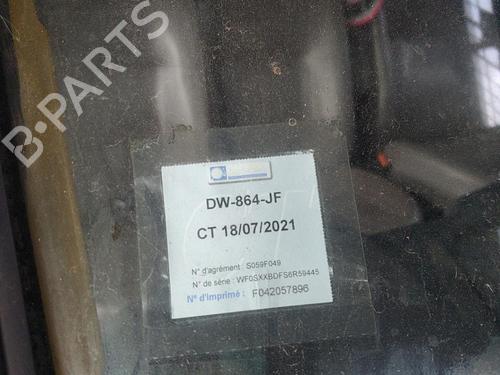 B-PARTS
DW-864-JF
CT 18/07/2021
N° d'agrément : S059F049
N° de série : WF0SXXBDFS6R59445
N° d'imprimé : F042057896